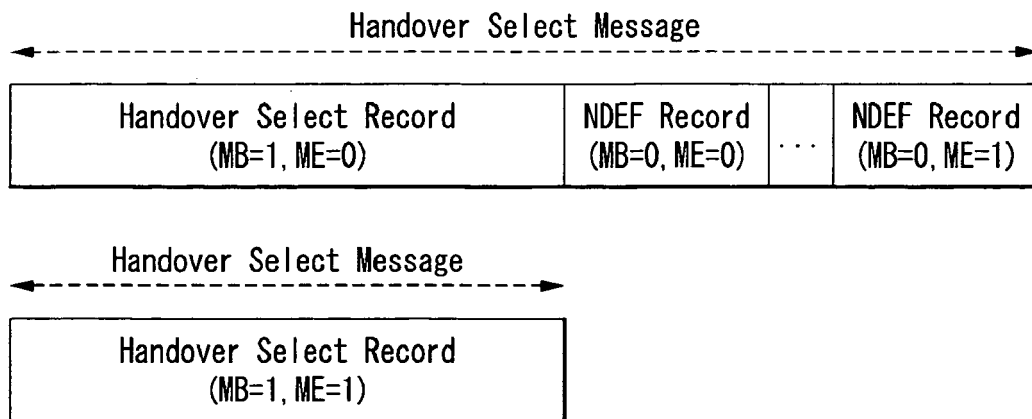 Handover Select Message
Handover Select Record
(MB=1, ME=0)
NDEF Record
(MB=0, ME=0)
...
NDEF Record
(MB=0, ME=1)
Handover Select Message
Handover Select Record
(MB=1, ME=1)